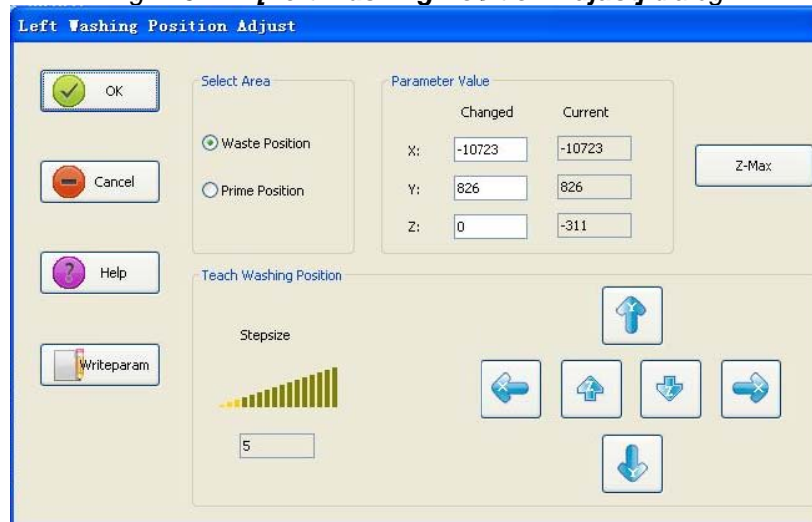 Left Washing Position Adjust
OK
Cancel
Help
Writeparam
Select Area
Waste Position
Prime Position
Parameter Value
Changed Current
X: -10723 -10723
Y: 826 826
Z: 0 -311
Z-Max
Teach Washing Position
Stepsize
5
Y
X Z Z X
Y